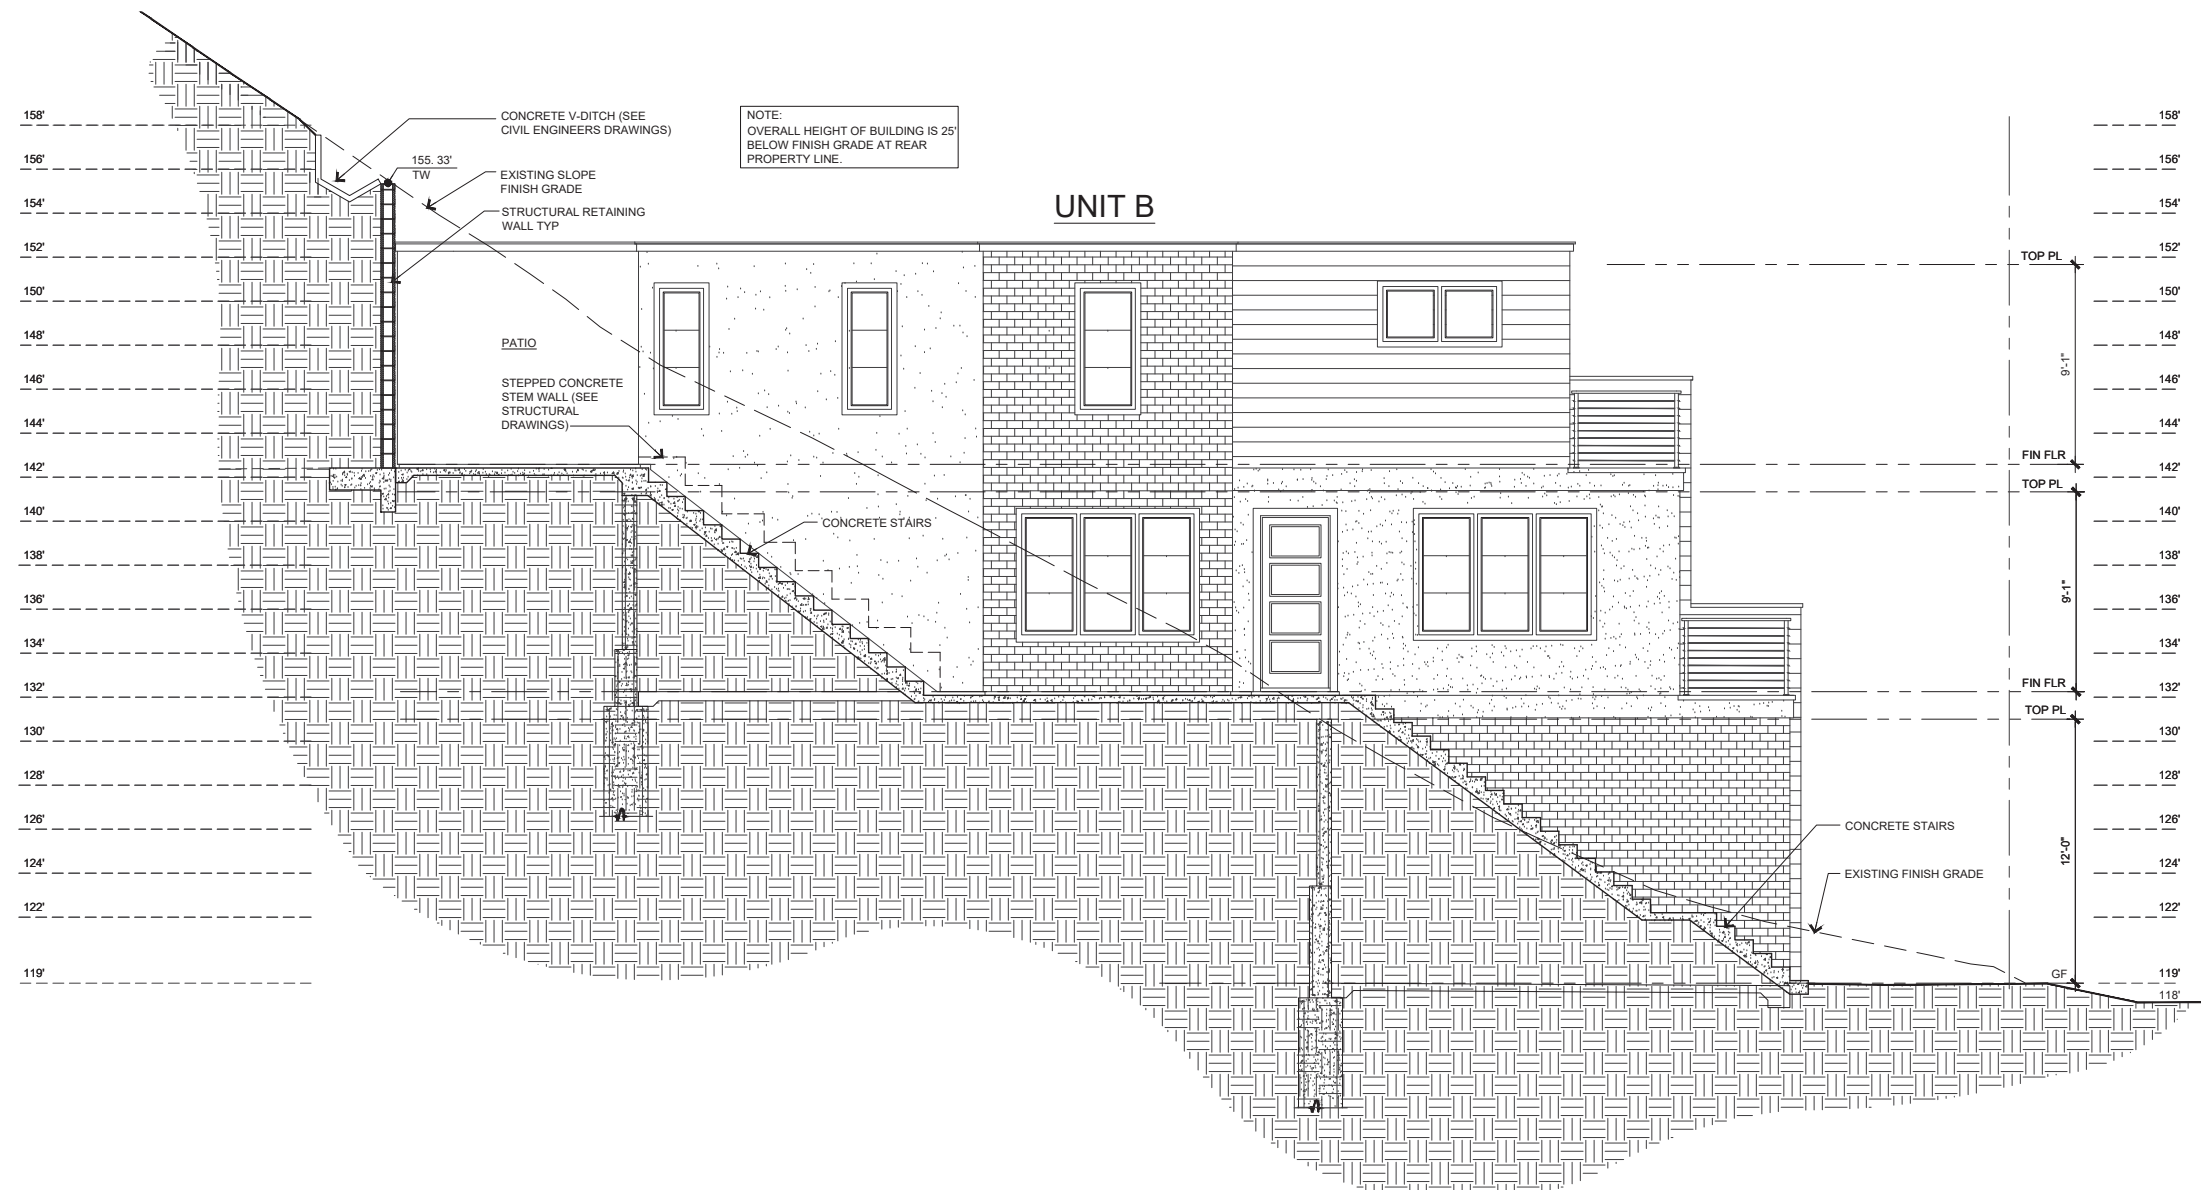 158'
156'
154'
152'
150'
148'
146'
144'
142'
140'
138'
136'
134'
132'
130'
128'
126'
124'
122'
119'
CONCRETE V-DITCH (SEE
CIVIL ENGINEERS DRAWINGS)
155. 33'
TW
EXISTING SLOPE
FINISH GRADE
STRUCTURAL RETAINING
WALL TYP
NOTE:
OVERALL HEIGHT OF BUILDING IS 25'
BELOW FINISH GRADE AT REAR
PROPERTY LINE.
UNIT B
PATIO
STEPPED CONCRETE
STEM WALL (SEE
STRUCTURAL
DRAWINGS)
CONCRETE STAIRS
CONCRETE STAIRS
EXISTING FINISH GRADE
TOP PL
9'-1"
FIN FLR
TOP PL
9'-1"
FIN FLR
TOP PL
12'-0"
GF
158'
156'
154'
152'
150'
148'
146'
144'
142'
140'
138'
136'
134'
132'
130'
128'
126'
124'
122'
119'
118'